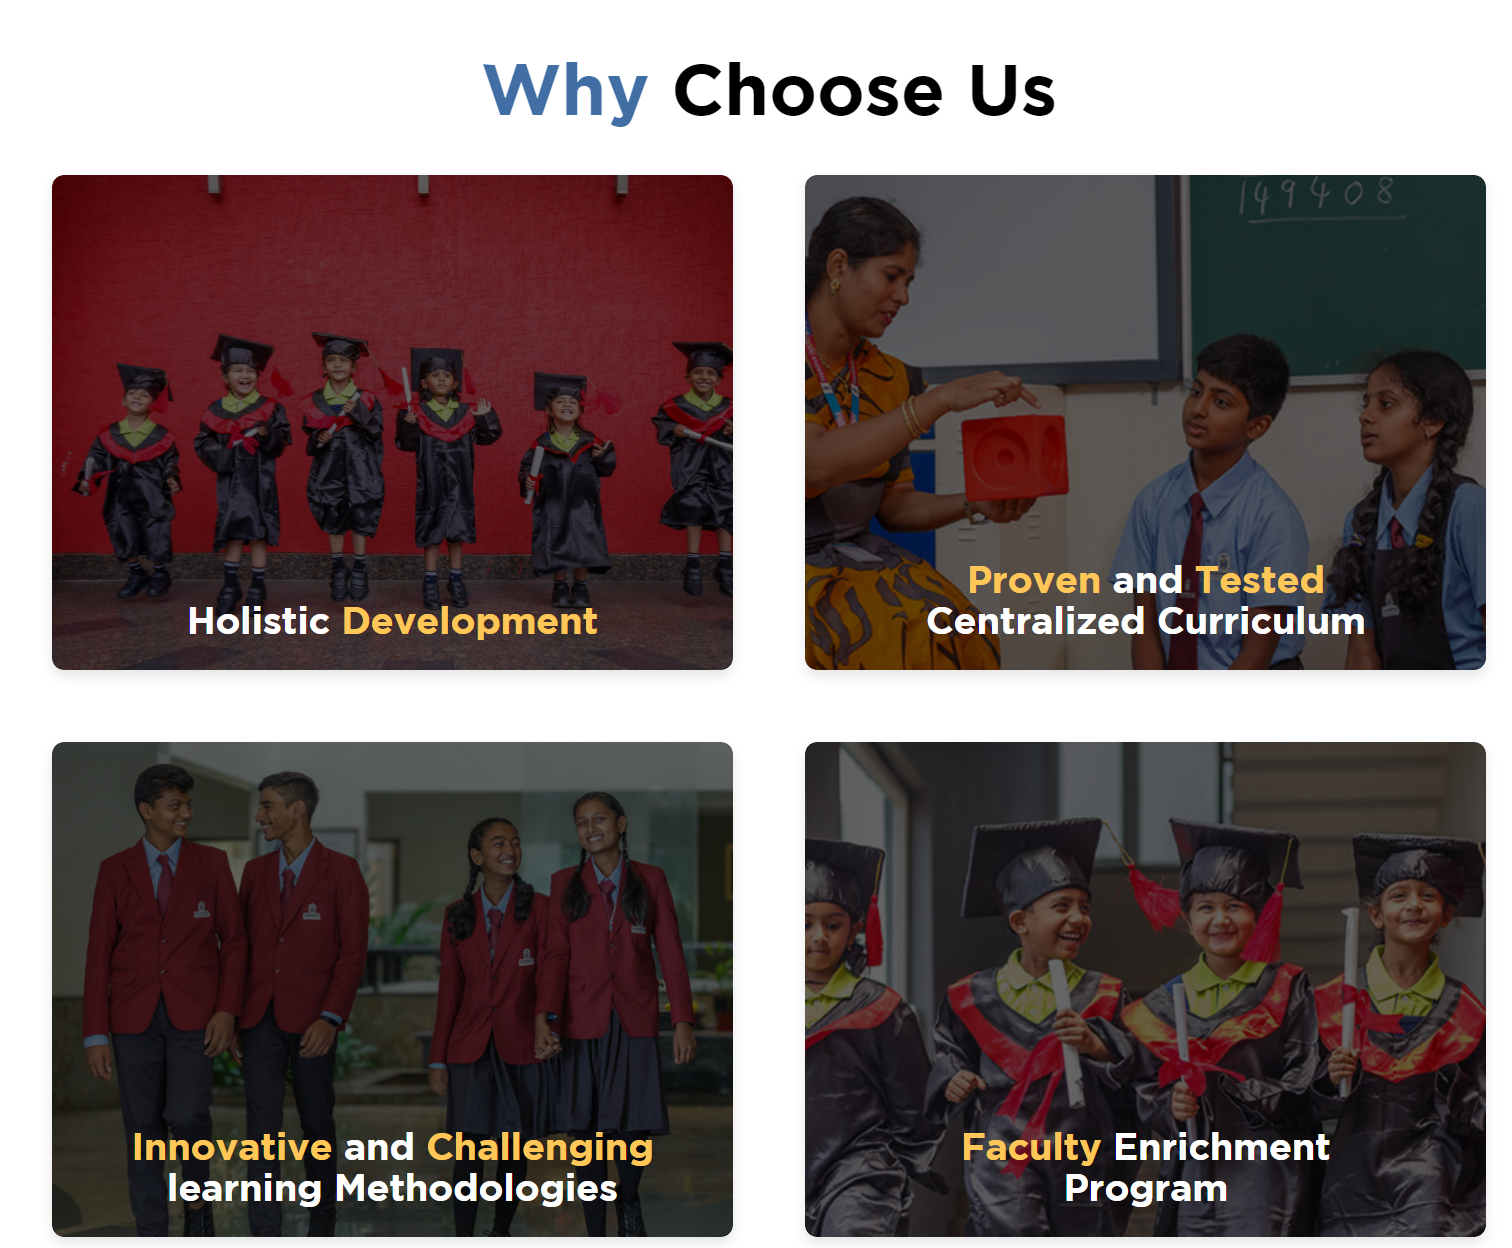 Why Choose Us
149408
Holistic Development
Proven and Tested
Centralized Curriculum
Innovative and Challenging
learning Methodologies
Faculty Enrichment
Program